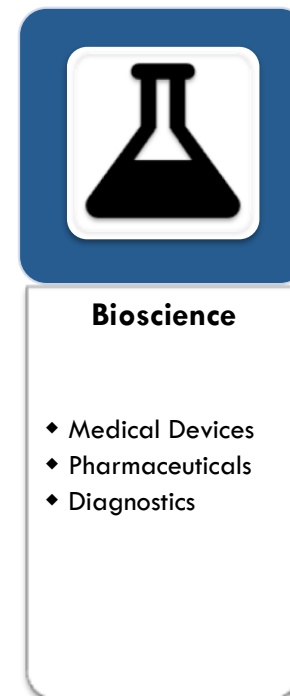 Bioscience
◆ Medical Devices
◆ Pharmaceuticals
◆ Diagnostics